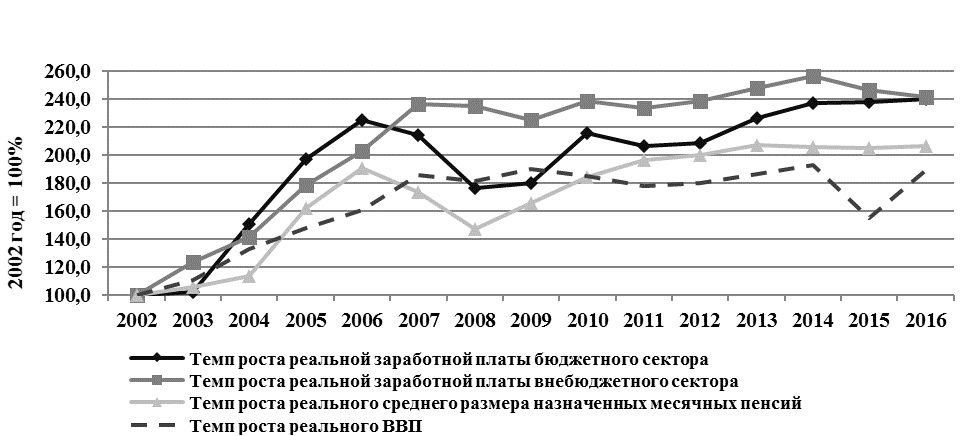 2002 год = 100%
260,0
240,0
220,0
200,0
180,0
160,0
140,0
120,0
100,0
2002 2003 2004 2005 2006 2007 2008 2009 2010 2011 2012 2013 2014 2015 2016
Темп роста реальной заработной платы бюджетного сектора
Темп роста реальной заработной платы внебюджетного сектора
Темп роста реального среднего размера назначенных месячных пенсий
Темп роста реального ВВП